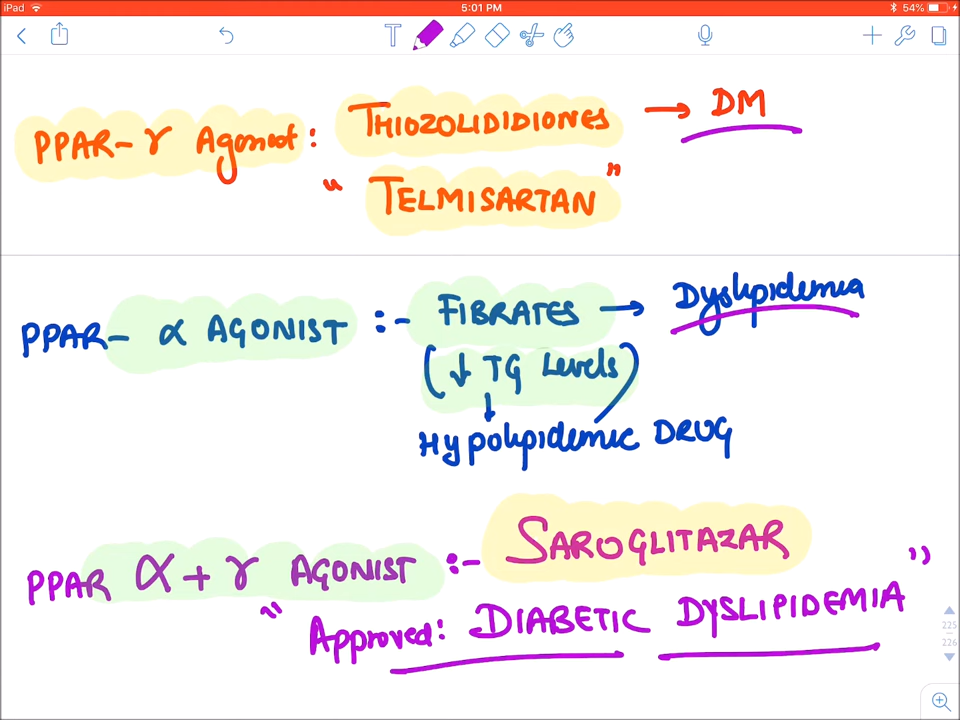 iPad 5:01 PM 54%
T
PPAR-γ Agonist : THIOZOLIDIDIONES → DM
" TELMISARTAN "
PPAR- α AGONIST :- FIBRATES → Dyslipidemia
(↓ TG Levels)
↓
Hypolipidemic DRUG
PPAR α + γ AGONIST :- SAROGLITAZAR
" Approved: DIABETIC DYSLIPIDEMIA "
225
226